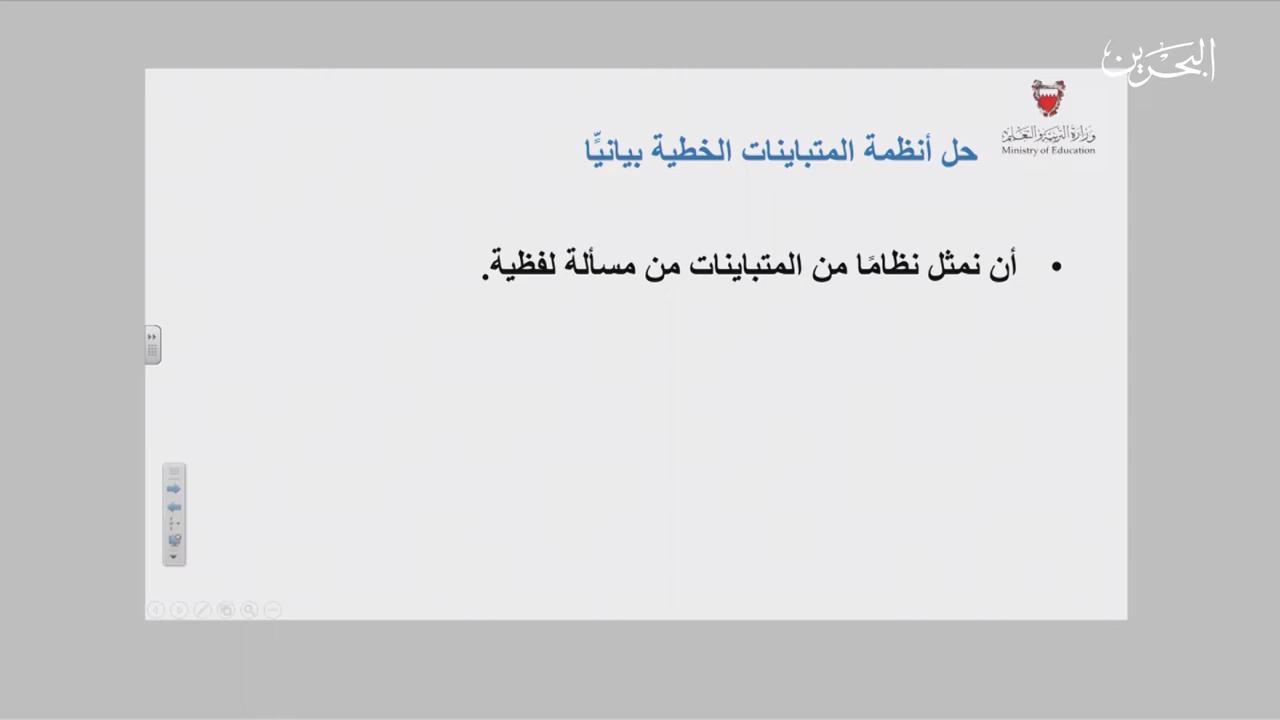 البحرين
وزارة التربية والتعليم
Ministry of Education
حل أنظمة المتباينات الخطية بيانيًّا
• أن نمثل نظامًا من المتباينات من مسألة لفظية.